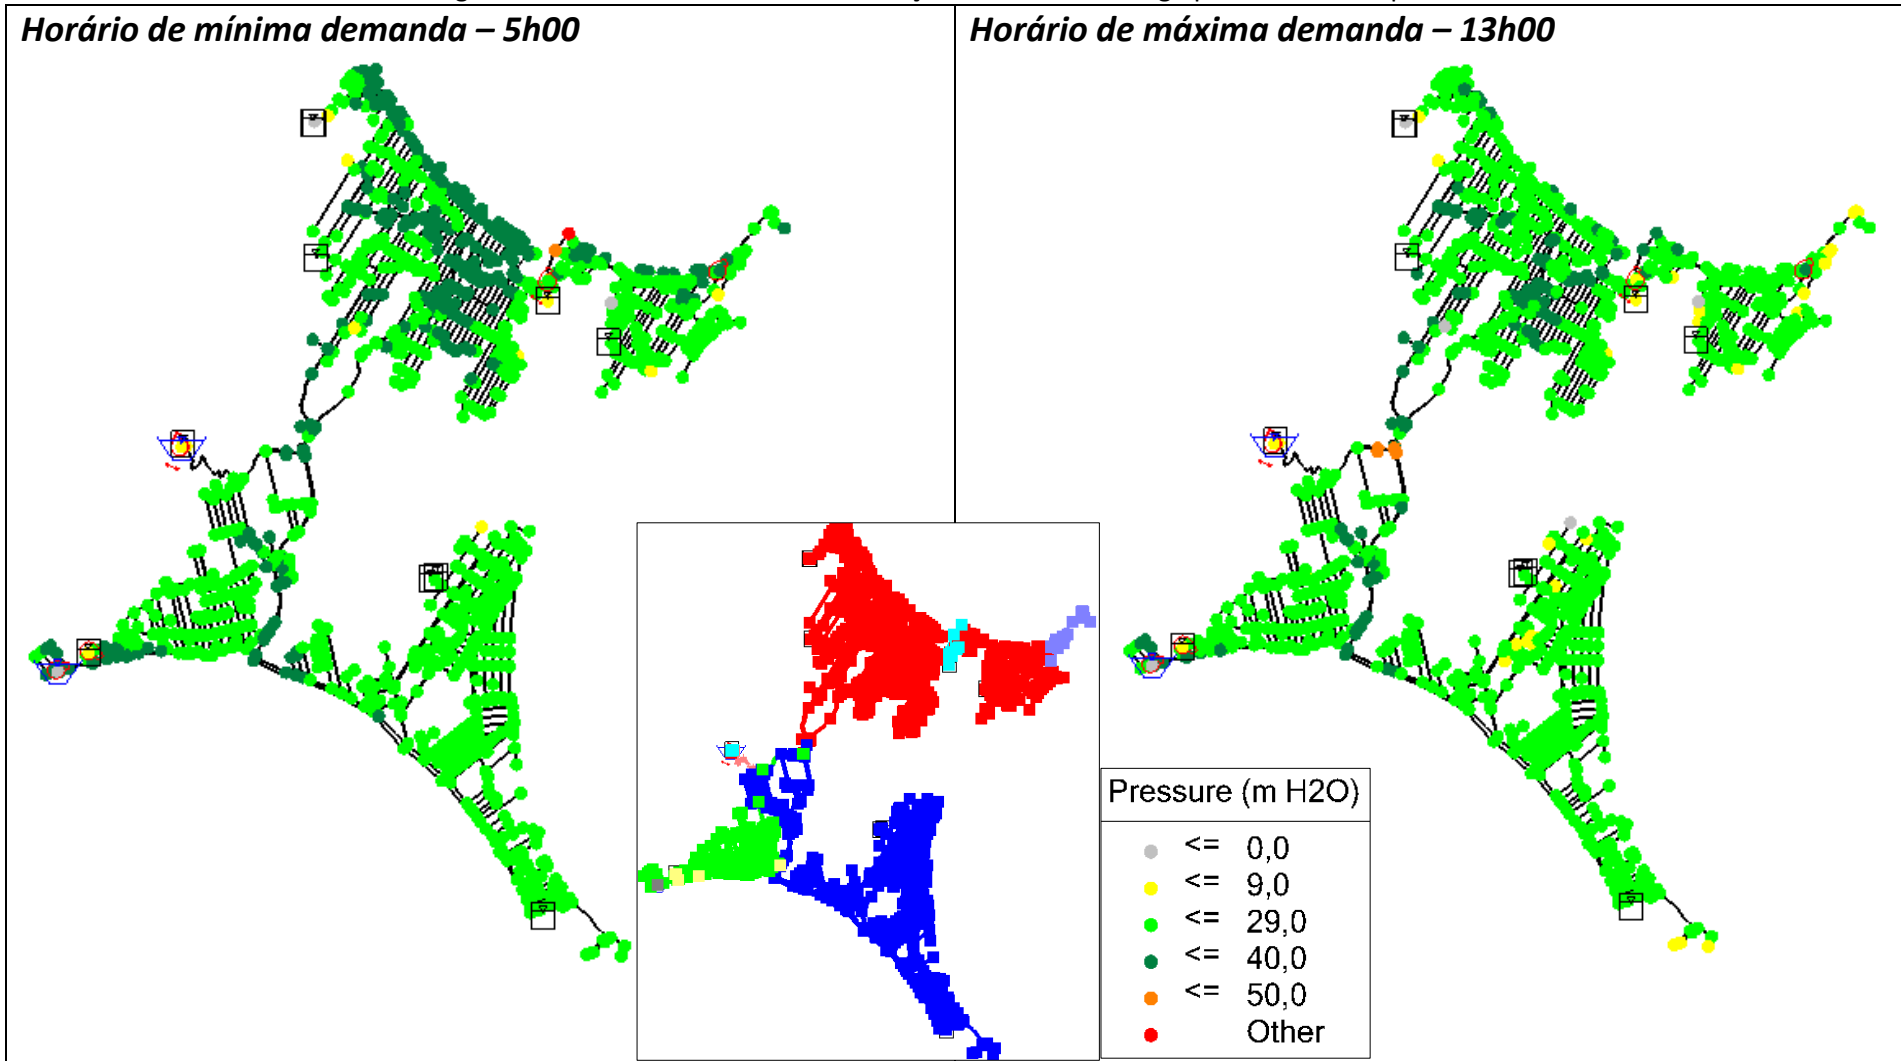 Horário de mínima demanda – 5h00
Horário de máxima demanda – 13h00
Pressure (m H2O)
<= 0,0
<= 9,0
<= 29,0
<= 40,0
<= 50,0
Other